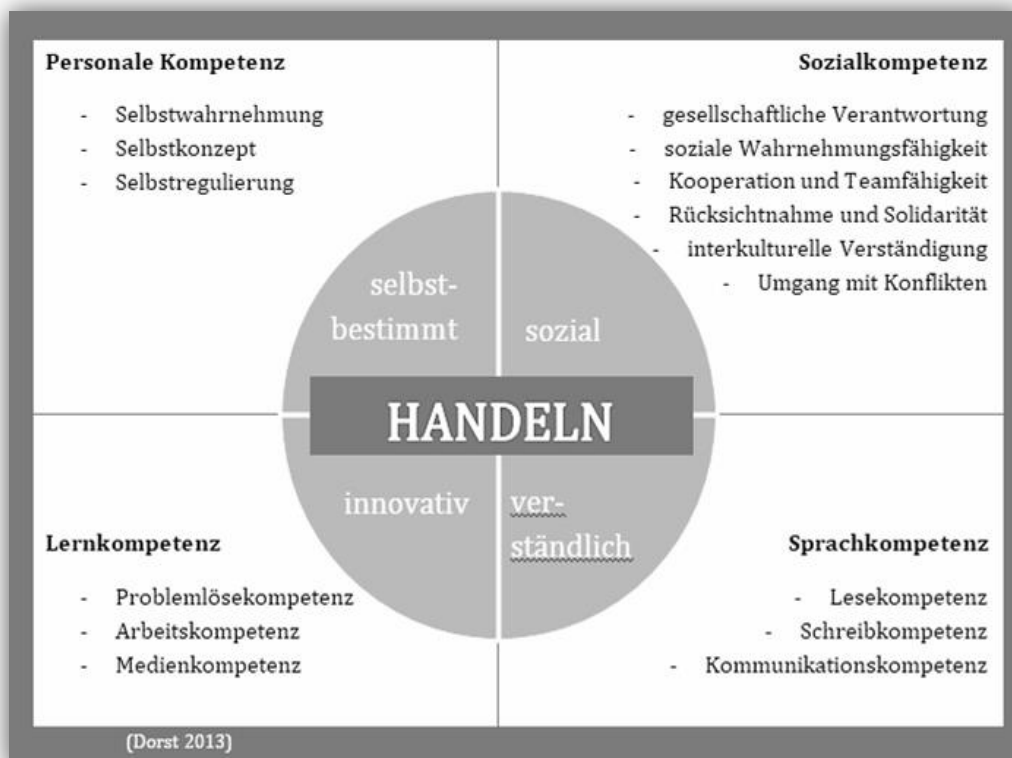 Personale Kompetenz
- Selbstwahrnehmung
- Selbstkonzept
- Selbstregulierung
Sozialkompetenz
- gesellschaftliche Verantwortung
- soziale Wahrnehmungsfähigkeit
- Kooperation und Teamfähigkeit
- Rücksichtnahme und Solidarität
- interkulturelle Verständigung
- Umgang mit Konflikten
selbst-
bestimmt
sozial
HANDELN
innovativ
ver-
ständlich
Lernkompetenz
- Problemlösekompetenz
- Arbeitskompetenz
- Medienkompetenz
Sprachkompetenz
- Lesekompetenz
- Schreibkompetenz
- Kommunikationskompetenz
(Dorst 2013)